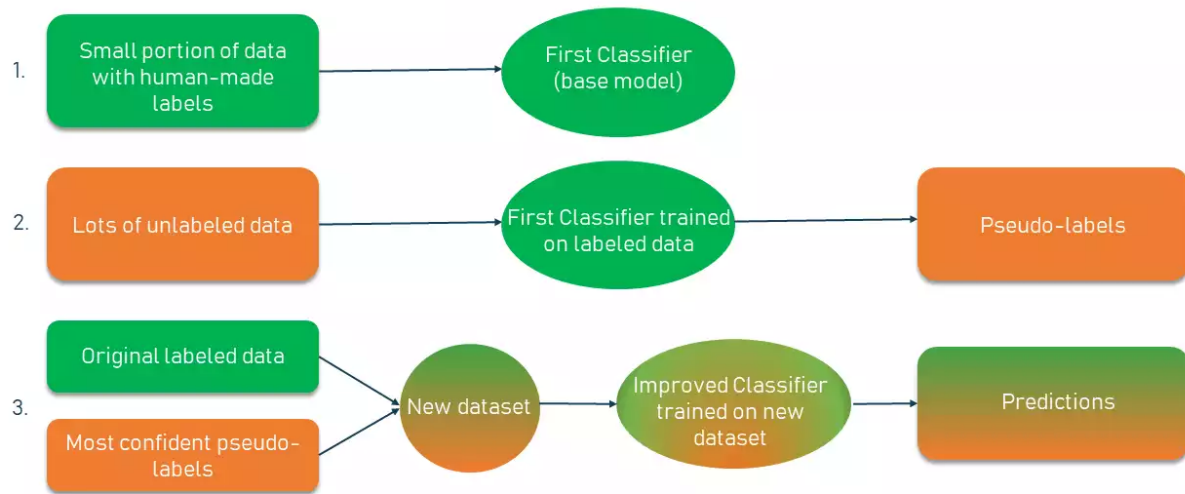 1.
Small portion of data
with human-made
labels
First Classifier
(base model)
2.
Lots of unlabeled data
First Classifier trained
on labeled data
Pseudo-labels
3.
Original labeled data
Most confident pseudo-
labels
New dataset
Improved Classifier
trained on new
dataset
Predictions